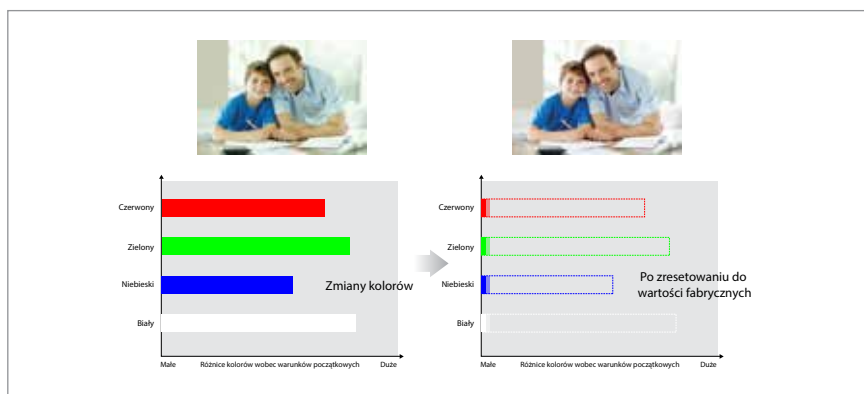 Czerwony
Zielony
Niebieski
Biały
Zmiany kolorów
Małe
Różnice kolorów wobec warunków początkowych
Duże
Czerwony
Zielony
Niebieski
Biały
Po zresetowaniu do
wartości fabrycznych
Małe
Różnice kolorów wobec warunków początkowych
Duże